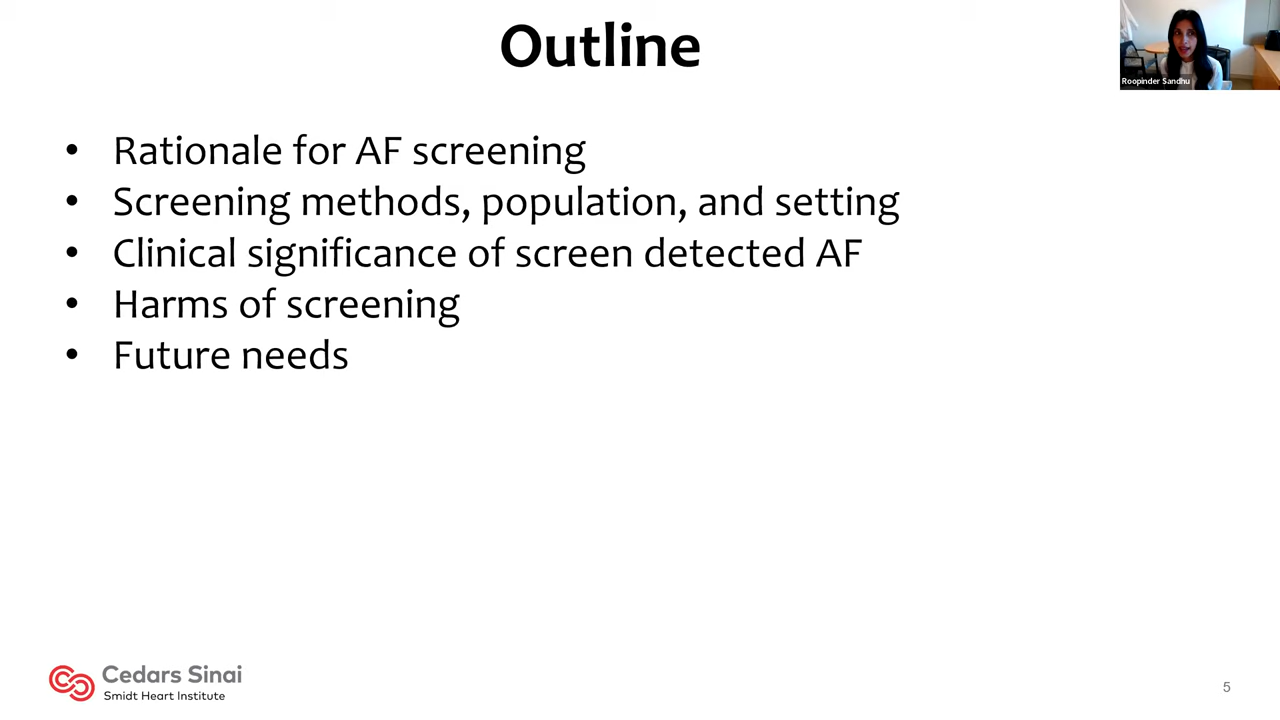 Outline
Roopinder Sandhu
• Rationale for AF screening
• Screening methods, population, and setting
• Clinical significance of screen detected AF
• Harms of screening
• Future needs
Cedars Sinai
Smidt Heart Institute
5